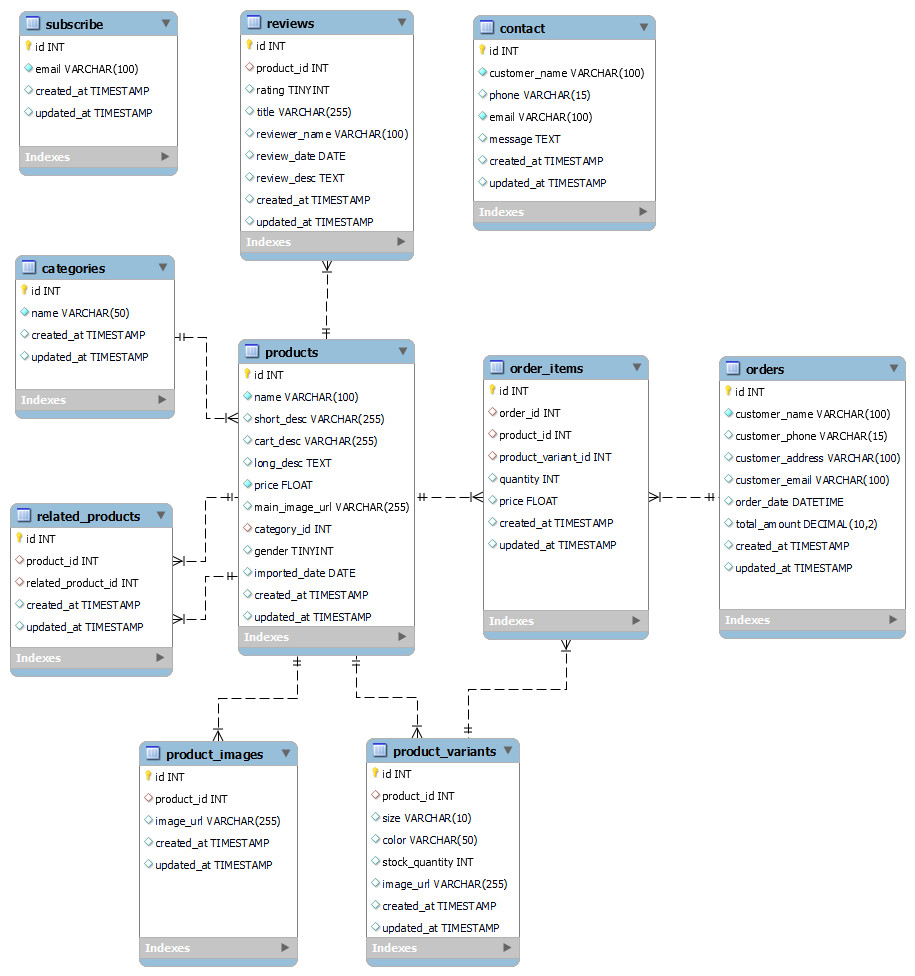 subscribe
id INT
email VARCHAR(100)
created_at TIMESTAMP
updated_at TIMESTAMP
Indexes
reviews
id INT
product_id INT
rating TINYINT
title VARCHAR(255)
reviewer_name VARCHAR(100)
review_date DATE
review_desc TEXT
created_at TIMESTAMP
updated_at TIMESTAMP
Indexes
contact
id INT
customer_name VARCHAR(100)
phone VARCHAR(15)
email VARCHAR(100)
message TEXT
created_at TIMESTAMP
updated_at TIMESTAMP
Indexes
categories
id INT
name VARCHAR(50)
created_at TIMESTAMP
updated_at TIMESTAMP
Indexes
products
id INT
name VARCHAR(100)
short_desc VARCHAR(255)
cart_desc VARCHAR(255)
long_desc TEXT
price FLOAT
main_image_url VARCHAR(255)
category_id INT
gender TINYINT
imported_date DATE
created_at TIMESTAMP
updated_at TIMESTAMP
Indexes
order_items
id INT
order_id INT
product_id INT
product_variant_id INT
quantity INT
price FLOAT
created_at TIMESTAMP
updated_at TIMESTAMP
Indexes
orders
id INT
customer_name VARCHAR(100)
customer_phone VARCHAR(15)
customer_address VARCHAR(100)
customer_email VARCHAR(100)
order_date DATETIME
total_amount DECIMAL(10,2)
created_at TIMESTAMP
updated_at TIMESTAMP
Indexes
related_products
id INT
product_id INT
related_product_id INT
created_at TIMESTAMP
updated_at TIMESTAMP
Indexes
product_images
id INT
product_id INT
image_url VARCHAR(255)
created_at TIMESTAMP
updated_at TIMESTAMP
Indexes
product_variants
id INT
product_id INT
size VARCHAR(10)
color VARCHAR(50)
stock_quantity INT
image_url VARCHAR(255)
created_at TIMESTAMP
updated_at TIMESTAMP
Indexes